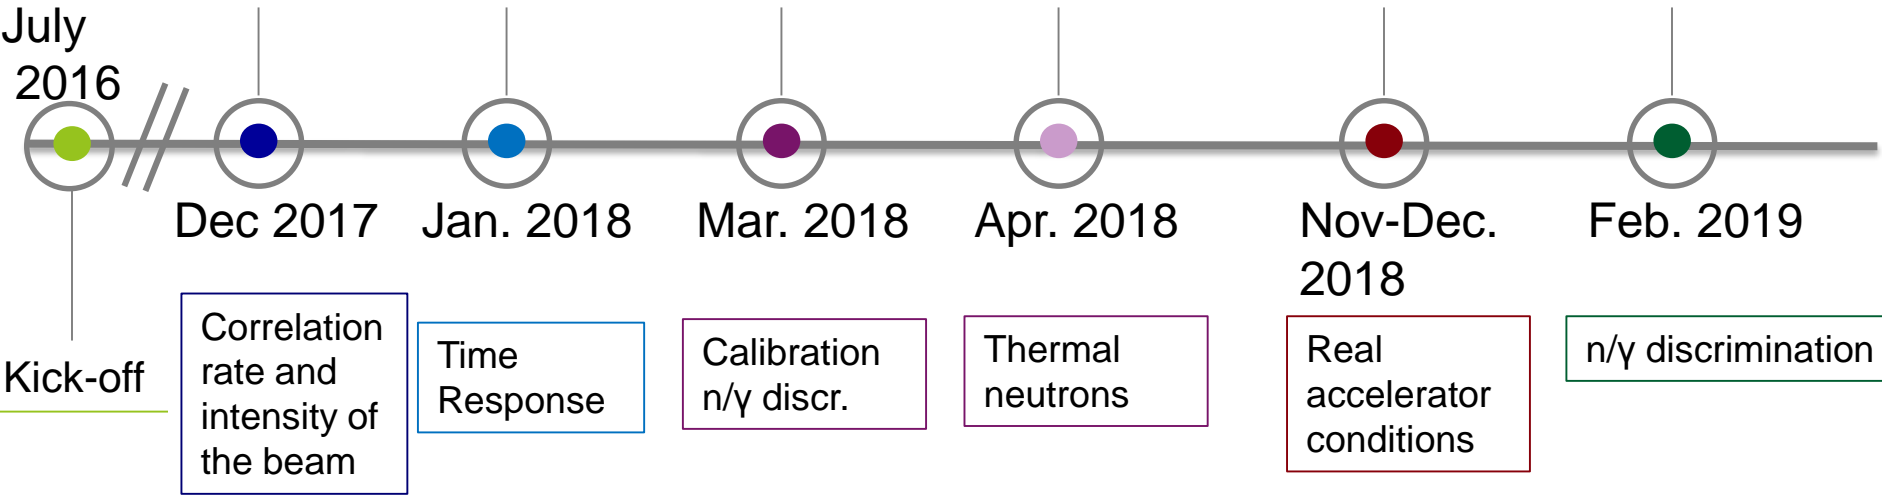 July
2016
Dec 2017
Jan. 2018
Mar. 2018
Apr. 2018
Nov-Dec.
2018
Feb. 2019
Kick-off
Correlation
rate and
intensity of
the beam
Time
Response
Calibration
n/γ discr.
Thermal
neutrons
Real
accelerator
conditions
n/γ discrimination